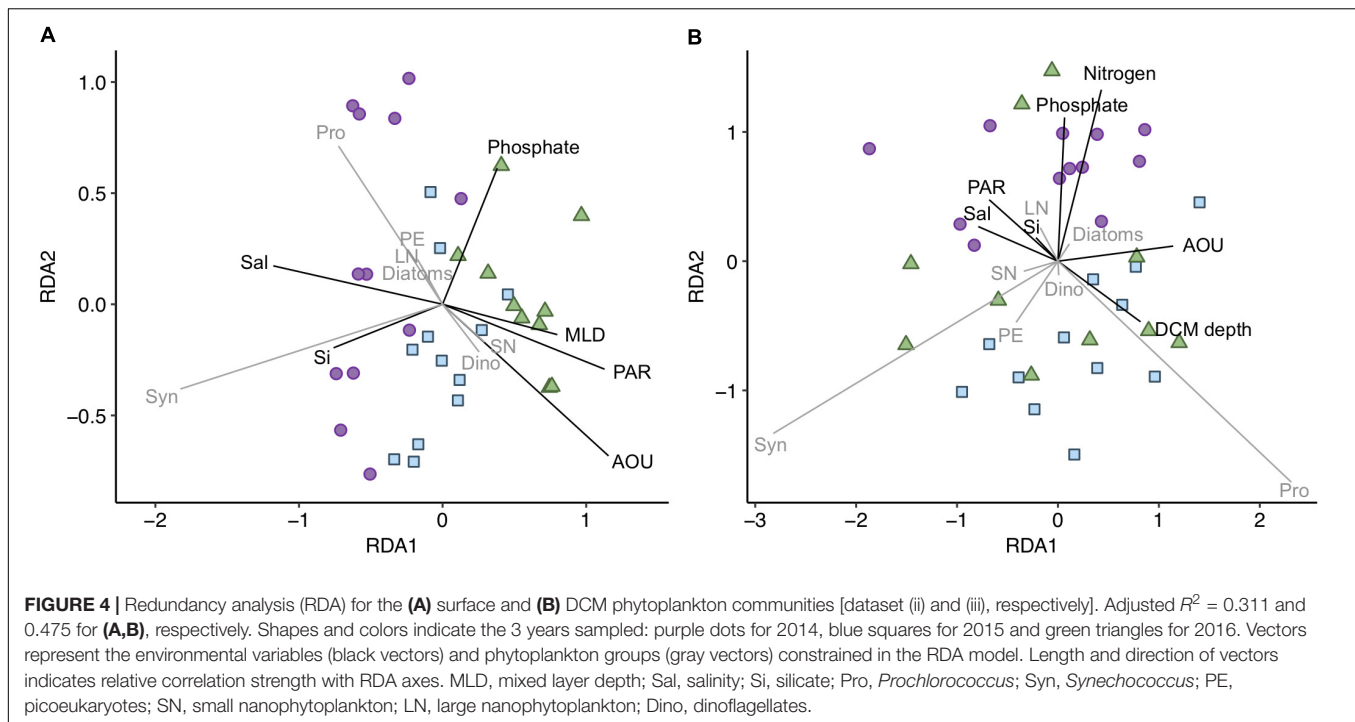 A
B
1.0
0.5
0.0
−0.5
RDA2
−2
−1
0
1
RDA1
Pro
Phosphate
PE
LN
Diatoms
Sal
MLD
SN
Dino
PAR
Si
Syn
AOU
1
0
−1
RDA2
−3
−2
−1
0
1
2
RDA1
Nitrogen
Phosphate
PAR
LN
Sal
Si
Diatoms
AOU
SN
Dino
PE
DCM depth
Syn
Pro
FIGURE 4 | Redundancy analysis (RDA) for the (A) surface and (B) DCM phytoplankton communities [dataset (ii) and (iii), respectively]. Adjusted R² = 0.311 and
0.475 for (A,B), respectively. Shapes and colors indicate the 3 years sampled: purple dots for 2014, blue squares for 2015 and green triangles for 2016. Vectors
represent the environmental variables (black vectors) and phytoplankton groups (gray vectors) constrained in the RDA model. Length and direction of vectors
indicates relative correlation strength with RDA axes. MLD, mixed layer depth; Sal, salinity; Si, silicate; Pro, Prochlorococcus; Syn, Synechococcus; PE,
picoeukaryotes; SN, small nanophytoplankton; LN, large nanophytoplankton; Dino, dinoflagellates.